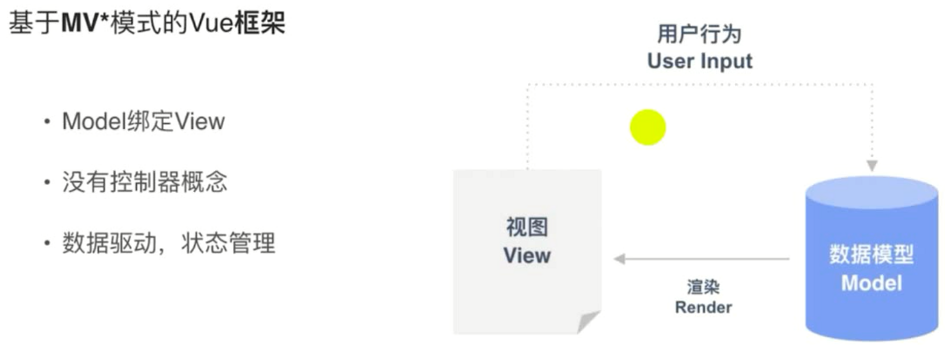 基于MV*模式的Vue框架
• Model绑定View
• 没有控制器概念
• 数据驱动，状态管理
用户行为
User Input
视图
View
渲染
Render
数据模型
Model